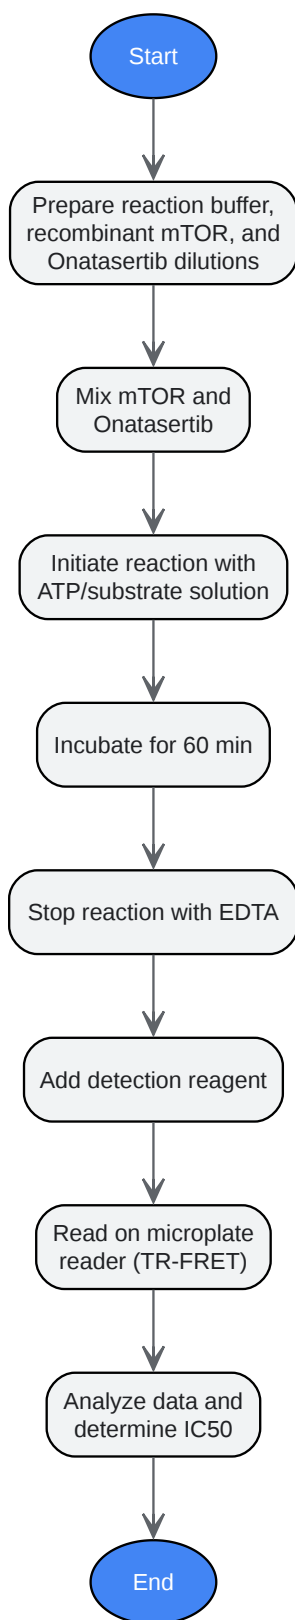 Start
Prepare reaction buffer,
recombinant mTOR, and
Onatasertib dilutions
Mix mTOR and
Onatasertib
Initiate reaction with
ATP/substrate solution
Incubate for 60 min
Stop reaction with EDTA
Add detection reagent
Read on microplate
reader (TR-FRET)
Analyze data and
determine IC50
End